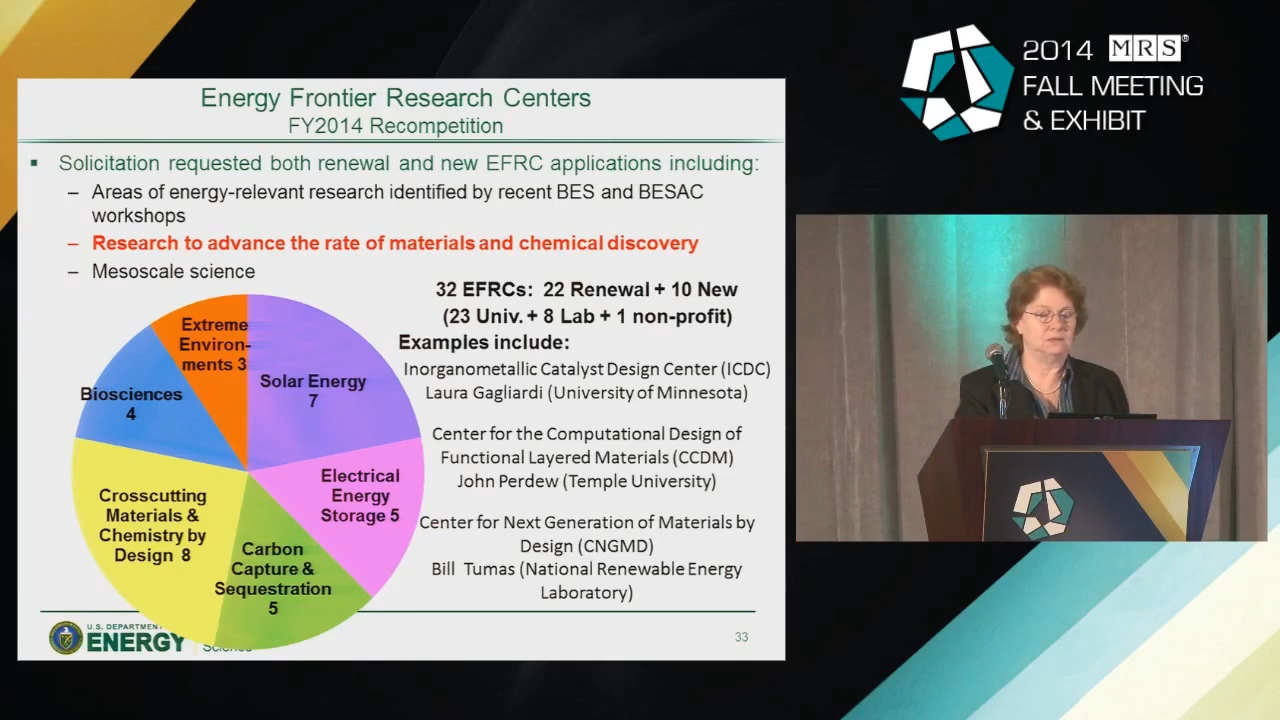 Energy Frontier Research Centers
FY2014 Recompetition
▪ Solicitation requested both renewal and new EFRC applications including:
– Areas of energy-relevant research identified by recent BES and BESAC
workshops
– Research to advance the rate of materials and chemical discovery
– Mesoscale science
32 EFRCs: 22 Renewal + 10 New
(23 Univ. + 8 Lab + 1 non-profit)
Examples include:
Inorganometallic Catalyst Design Center (ICDC)
Laura Gagliardi (University of Minnesota)
Center for the Computational Design of
Functional Layered Materials (CCDM)
John Perdew (Temple University)
Center for Next Generation of Materials by
Design (CNGMD)
Bill Tumas (National Renewable Energy
Laboratory)
Extreme
Environ-
ments 3
Solar Energy
7
Biosciences
4
Electrical
Energy
Storage 5
Crosscutting
Materials &
Chemistry by
Design 8
Carbon
Capture &
Sequestration
5
U.S. DEPARTMENT
ENERGY
33
2014 MRS®
FALL MEETING
& EXHIBIT